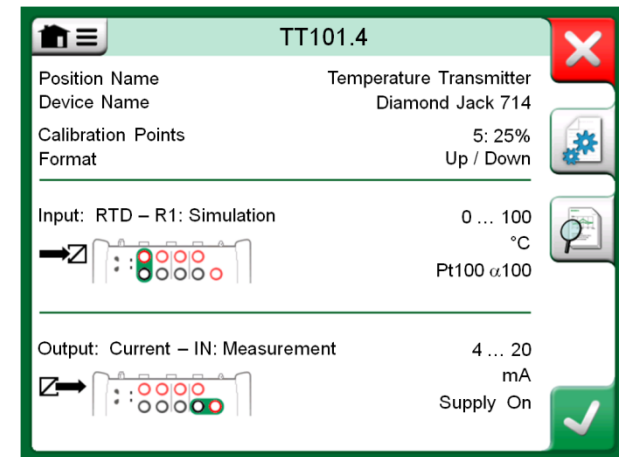 TT101.4
Position Name Temperature Transmitter
Device Name Diamond Jack 714
Calibration Points 5: 25%
Format Up / Down
Input: RTD – R1: Simulation 0 ... 100
°C
Pt100 α100
Output: Current – IN: Measurement 4 ... 20
mA
Supply On